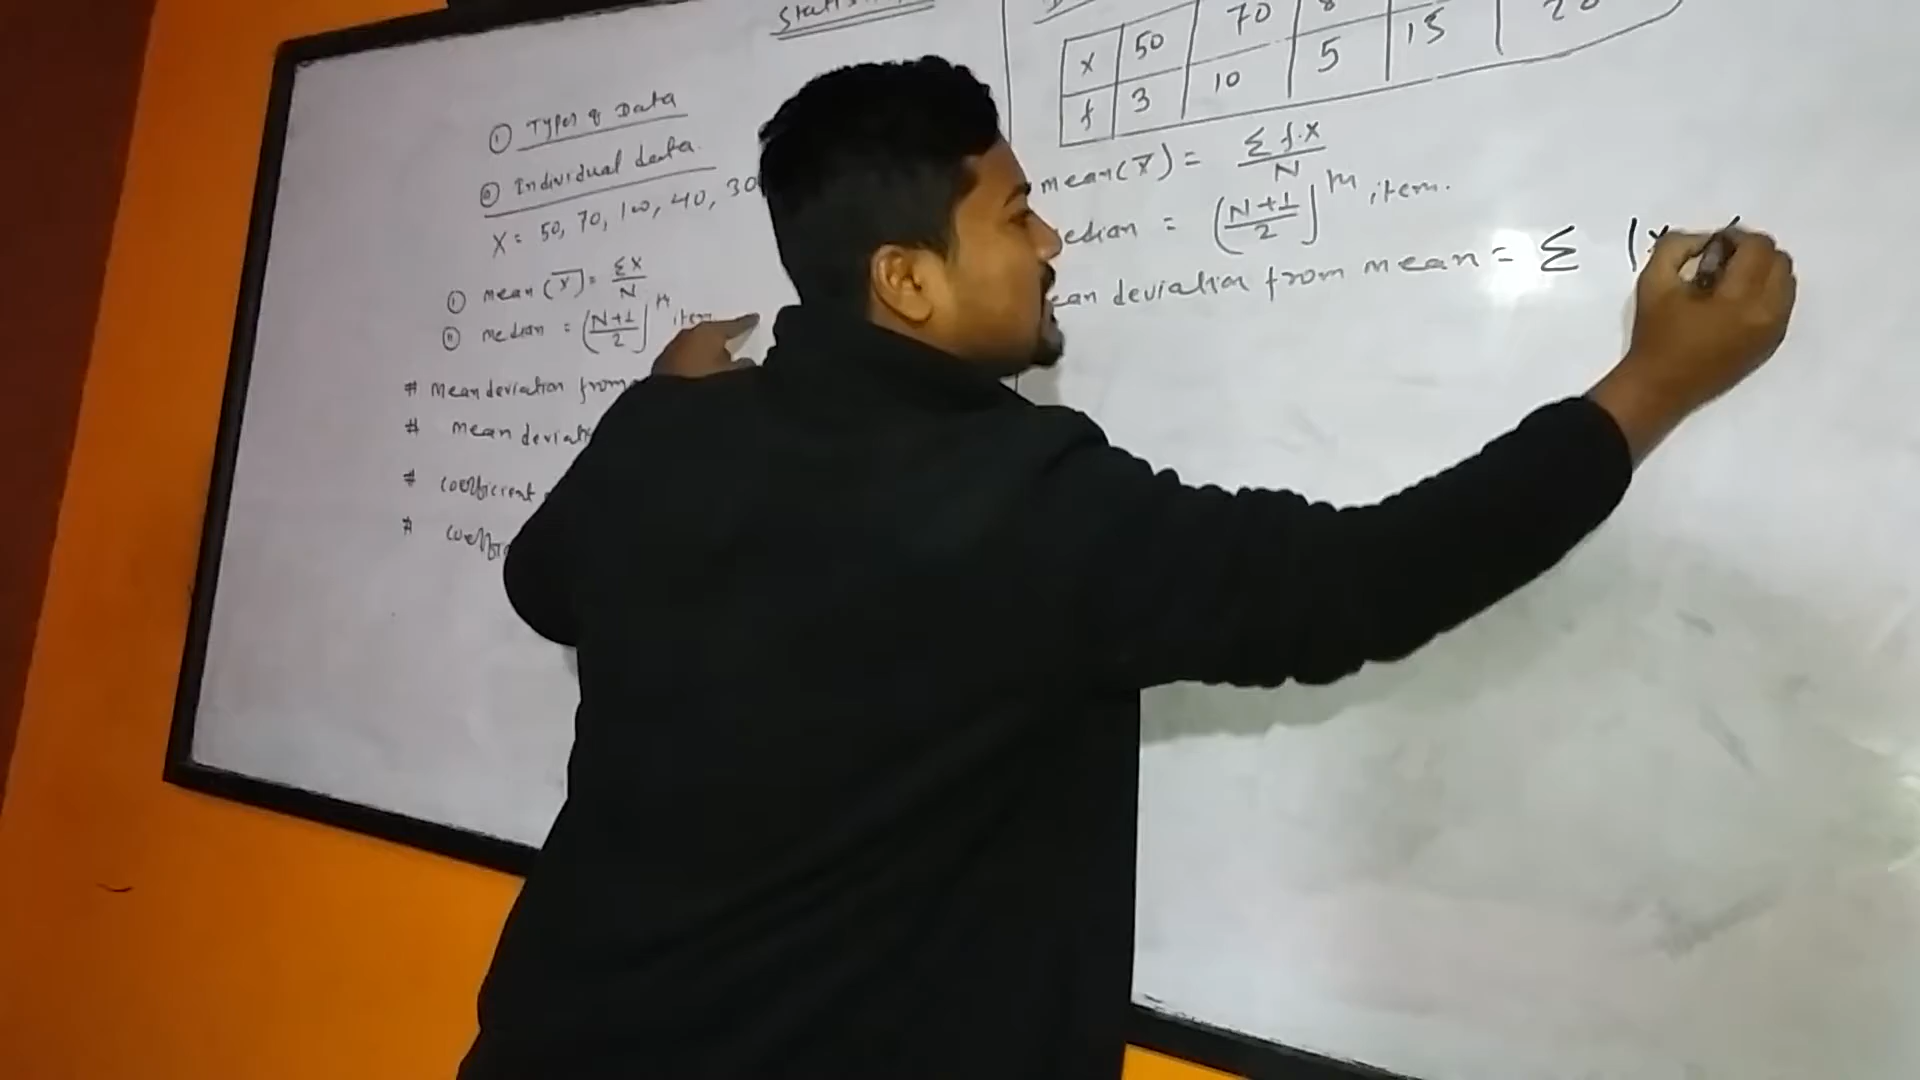 ① Types of Data
② Individual data.
X = 50, 70, 100, 40, 30
① mean (x̄) = Σx/N
② median = (N+1/2)th item
# Mean deviation from
# mean deviati
# coefficient
#
x 50 70 8
f 3 10 5 15 20
mean(x̄) = Σf.x/N
edian = (N+1/2)th item.
ean deviation from mean = Σ |x